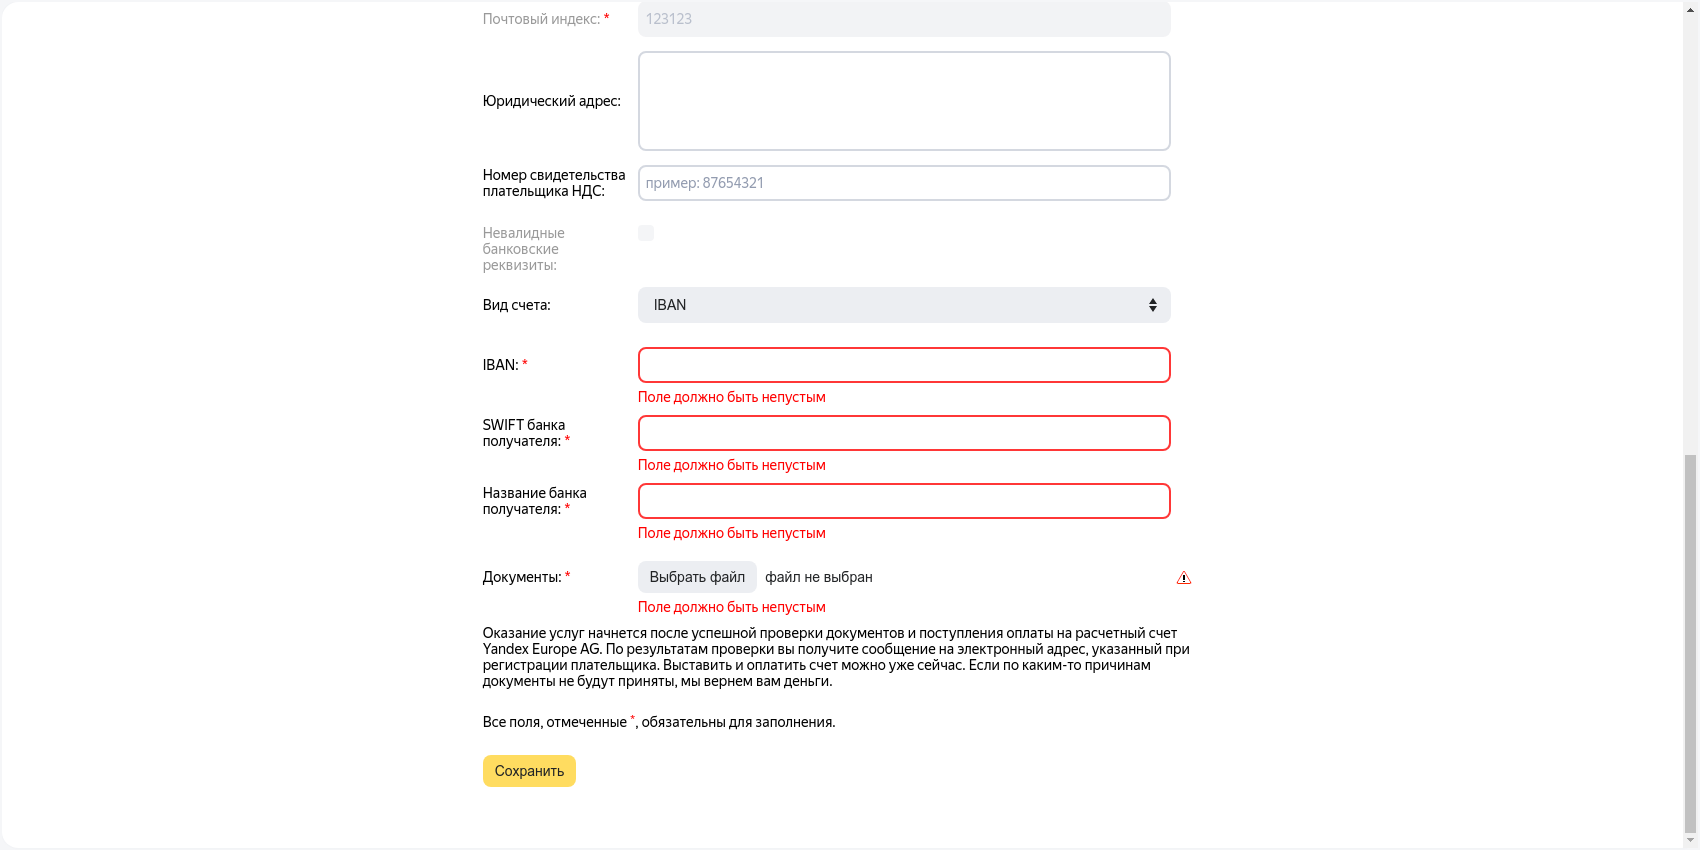 Почтовый индекс: *
123123
Юридический адрес:
Номер свидетельства
плательщика НДС:
пример: 87654321
Невалидные
банковские
реквизиты:
Вид счета:
IBAN
IBAN: *
Поле должно быть непустым
SWIFT банка
получателя: *
Поле должно быть непустым
Название банка
получателя: *
Поле должно быть непустым
Документы: *
Выбрать файл
файл не выбран
Поле должно быть непустым
Оказание услуг начнется после успешной проверки документов и поступления оплаты на расчетный счет
Yandex Europe AG. По результатам проверки вы получите сообщение на электронный адрес, указанный при
регистрации плательщика. Выставить и оплатить счет можно уже сейчас. Если по каким-то причинам
документы не будут приняты, мы вернем вам деньги.
Все поля, отмеченные *, обязательны для заполнения.
Сохранить